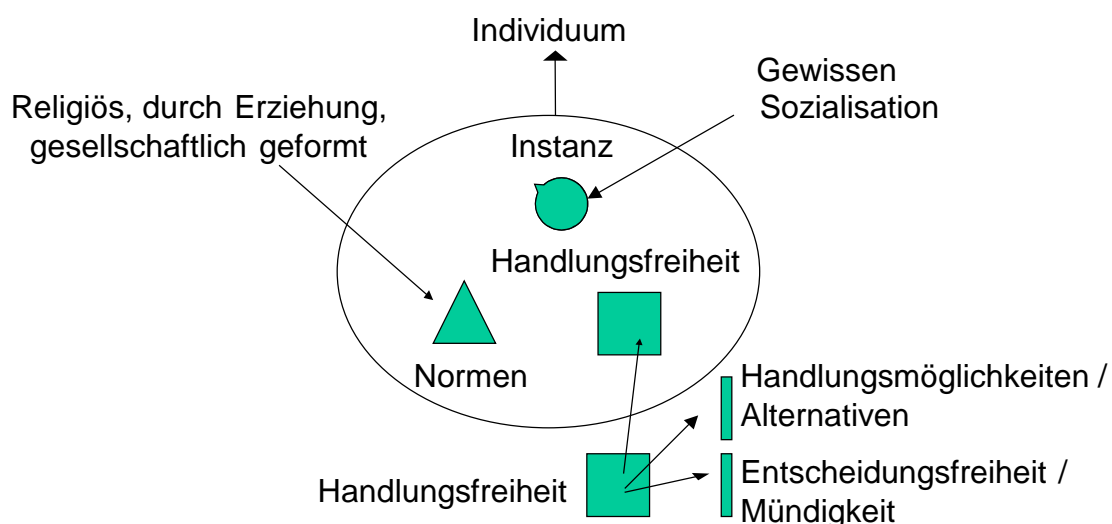 Individuum
Gewissen
Sozialisation
Religiös, durch Erziehung,
gesellschaftlich geformt
Instanz
Handlungsfreiheit
Normen
Handlungsmöglichkeiten /
Alternativen
Handlungsfreiheit
Entscheidungsfreiheit /
Mündigkeit